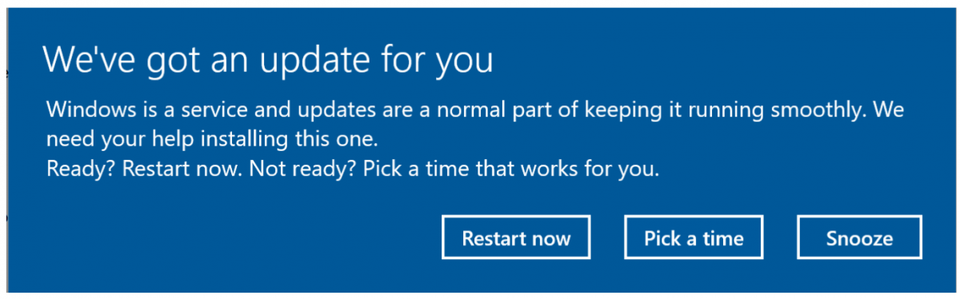 We've got an update for you
Windows is a service and updates are a normal part of keeping it running smoothly. We
need your help installing this one.
Ready? Restart now. Not ready? Pick a time that works for you.
Restart now
Pick a time
Snooze